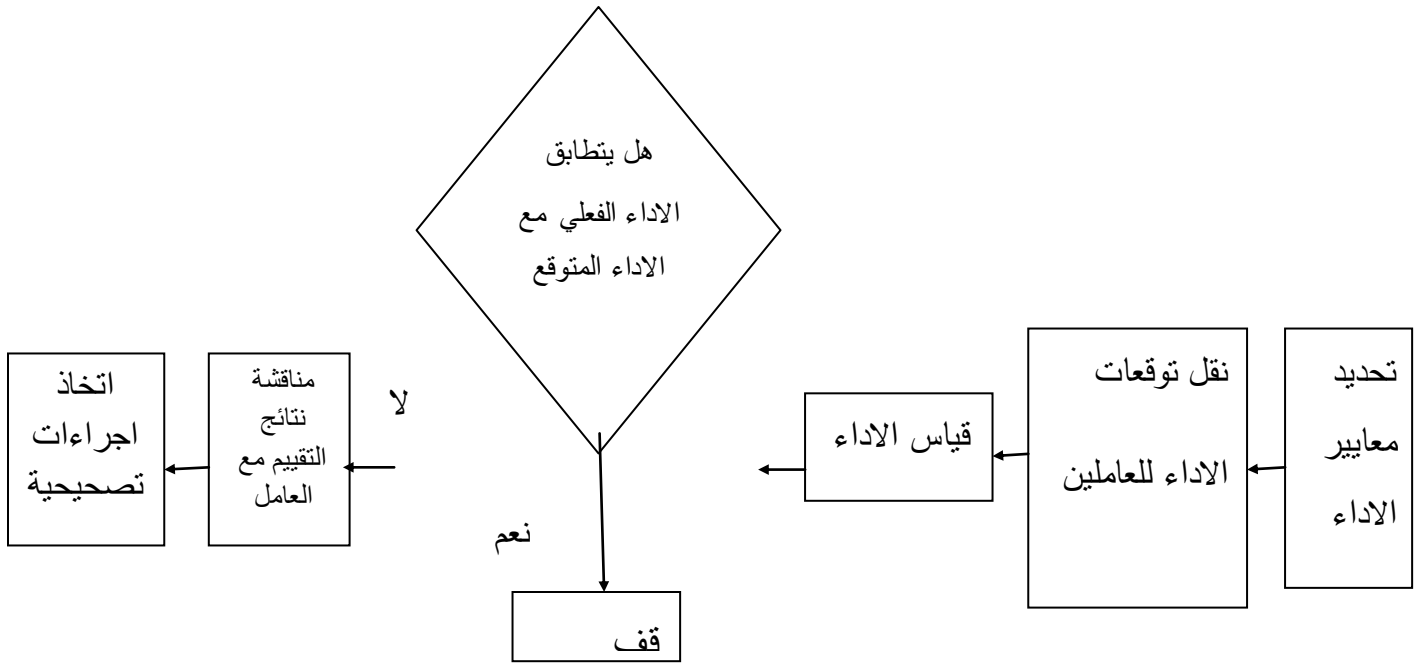 تحديد
معايير
الاداء
نقل توقعات
الاداء للعاملين
قياس الاداء
هل يتطابق
الاداء الفعلي مع
الاداء المتوقع
نعم
قف
لا
مناقشة
نتائج
التقييم مع
العامل
اتخاذ
اجراءات
تصحيحية